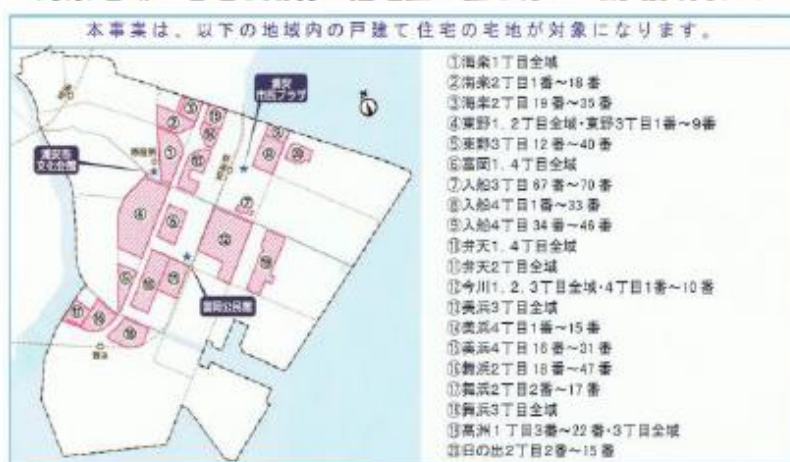 本事業は、以下の地域内の戸建て住宅の宅地が対象になります。
浦安
市民プラザ
浦安市
文化会館
富岡公民館
①海楽1丁目全域
②海楽2丁目1番～18番
③海楽2丁目19番～35番
④東野1、2丁目全域・東野3丁目1番～9番
⑤東野3丁目12番～40番
⑥富岡1、4丁目全域
⑦入船3丁目67番～70番
⑧入船4丁目1番～33番
⑨入船4丁目34番～46番
⑩弁天1、4丁目全域
⑪弁天2丁目全域
⑫今川1、2、3丁目全域・4丁目1番～10番
⑬美浜3丁目全域
⑭美浜4丁目1番～15番
⑮美浜4丁目16番～31番
⑯舞浜2丁目18番～47番
⑰舞浜2丁目2番～17番
⑱舞浜3丁目全域
⑲高洲1丁目3番～22番・3丁目全域
⑳日の出2丁目2番～15番